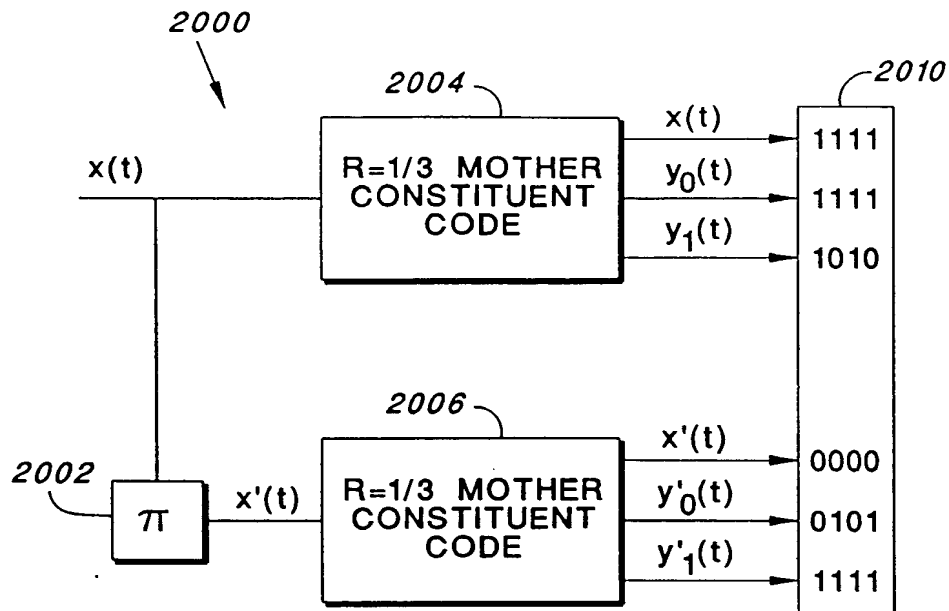 2000
2004
2010
x(t)
R=1/3 MOTHER
CONSTITUENT
CODE
x(t)
y0(t)
y1(t)
1111
1111
1010
2006
2002
π
x'(t)
R=1/3 MOTHER
CONSTITUENT
CODE
x'(t)
y'0(t)
y'1(t)
0000
0101
1111